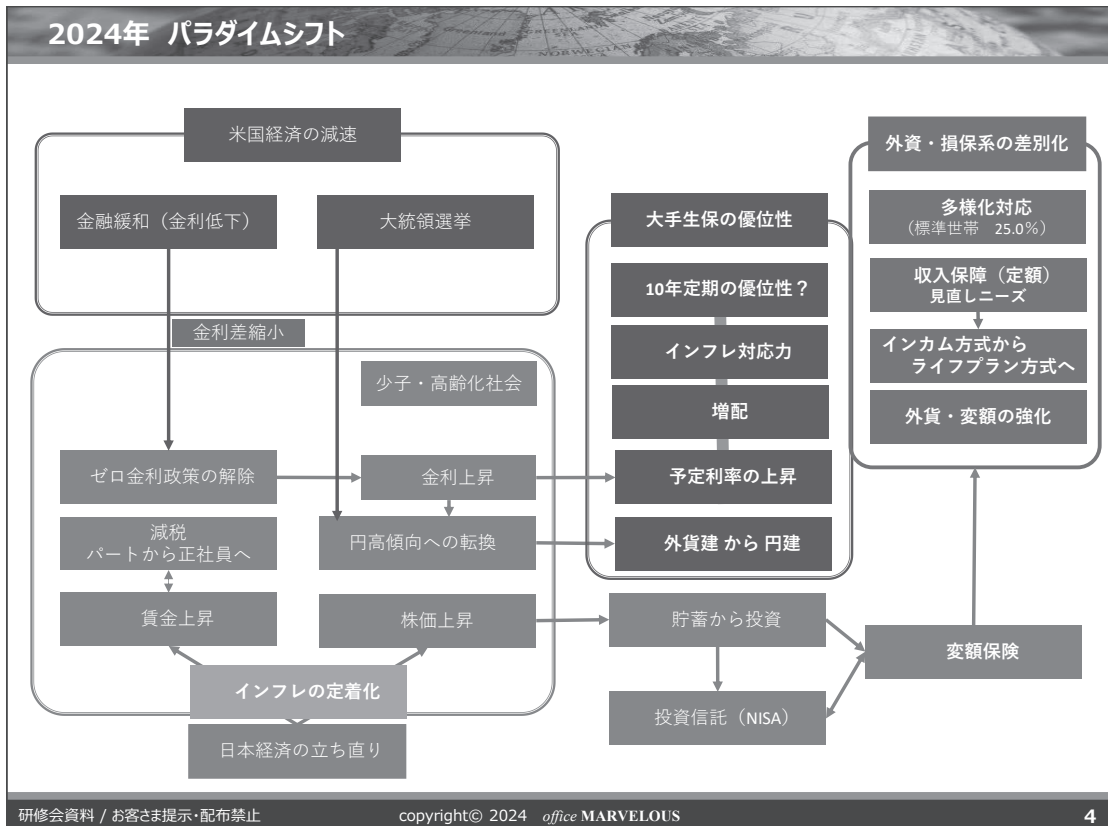 2024年 パラダイムシフト
米国経済の減速
金融緩和（金利低下）
大統領選挙
金利差縮小
少子・高齢化社会
ゼロ金利政策の解除
金利上昇
減税
パートから正社員へ
円高傾向への転換
賃金上昇
株価上昇
インフレの定着化
日本経済の立ち直り
大手生保の優位性
10年定期の優位性？
インフレ対応力
増配
予定利率の上昇
外貨建 から 円建
貯蓄から投資
投資信託（NISA）
変額保険
外資・損保系の差別化
多様化対応
（標準世帯 25.0％）
収入保障（定額）
見直しニーズ
インカム方式から
ライフプラン方式へ
外貨・変額の強化
研修会資料 / お客さま提示・配布禁止
copyright© 2024 office MARVELOUS
4
GREENLAND
SEA
NORWEGIAN